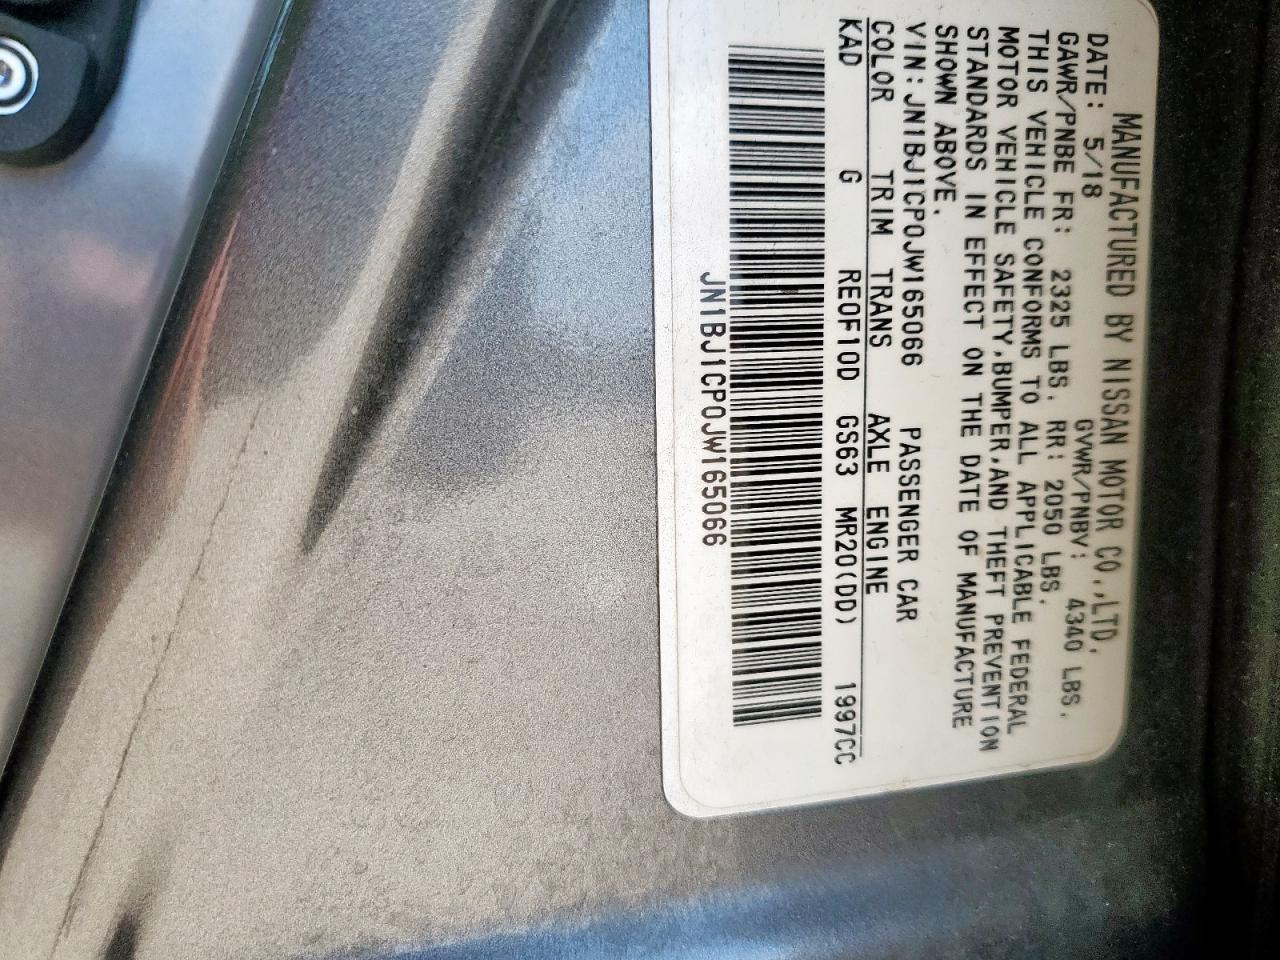 MANUFACTURED BY NISSAN MOTOR CO.,LTD.
DATE: 5/18 GVWR/PNBV: 4340 LBS.
GAWR/PNBE FR: 2325 LBS. RR: 2050 LBS.
THIS VEHICLE CONFORMS TO ALL APPLICABLE FEDERAL
MOTOR VEHICLE SAFETY,BUMPER,AND THEFT PREVENTION
STANDARDS IN EFFECT ON THE DATE OF MANUFACTURE
SHOWN ABOVE.
VIN:JN1BJ1CP0JW165066 PASSENGER CAR
COLOR TRIM TRANS AXLE ENGINE
KAD G RE0F10D GS63 MR20(DD) 1997CC
JN1BJ1CP0JW165066